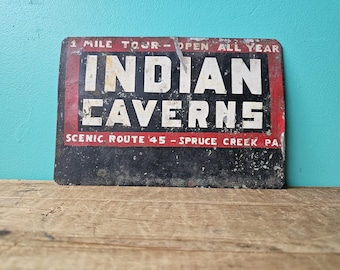 1 MILE TOUR - OPEN ALL YEAR
INDIAN
CAVERNS
SCENIC ROUTE 45 - SPRUCE CREEK PA